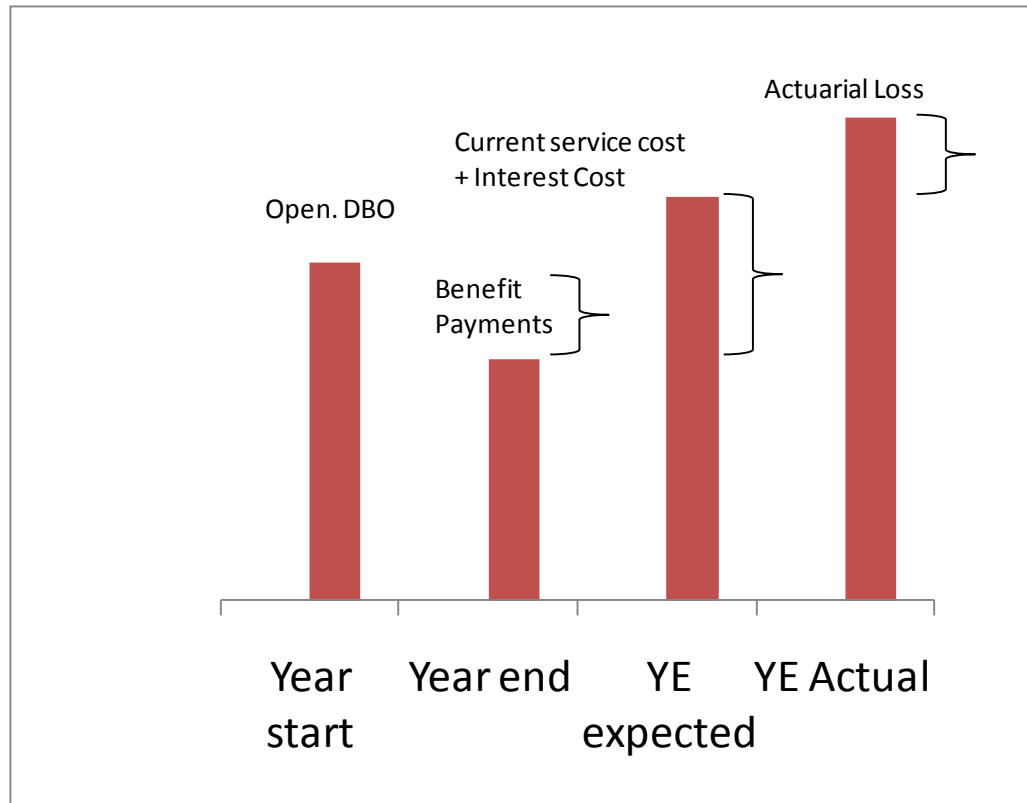 Actuarial Loss
Current service cost
+ Interest Cost
Open. DBO
Benefit
Payments
Year
start
Year end
YE
expected
YE Actual